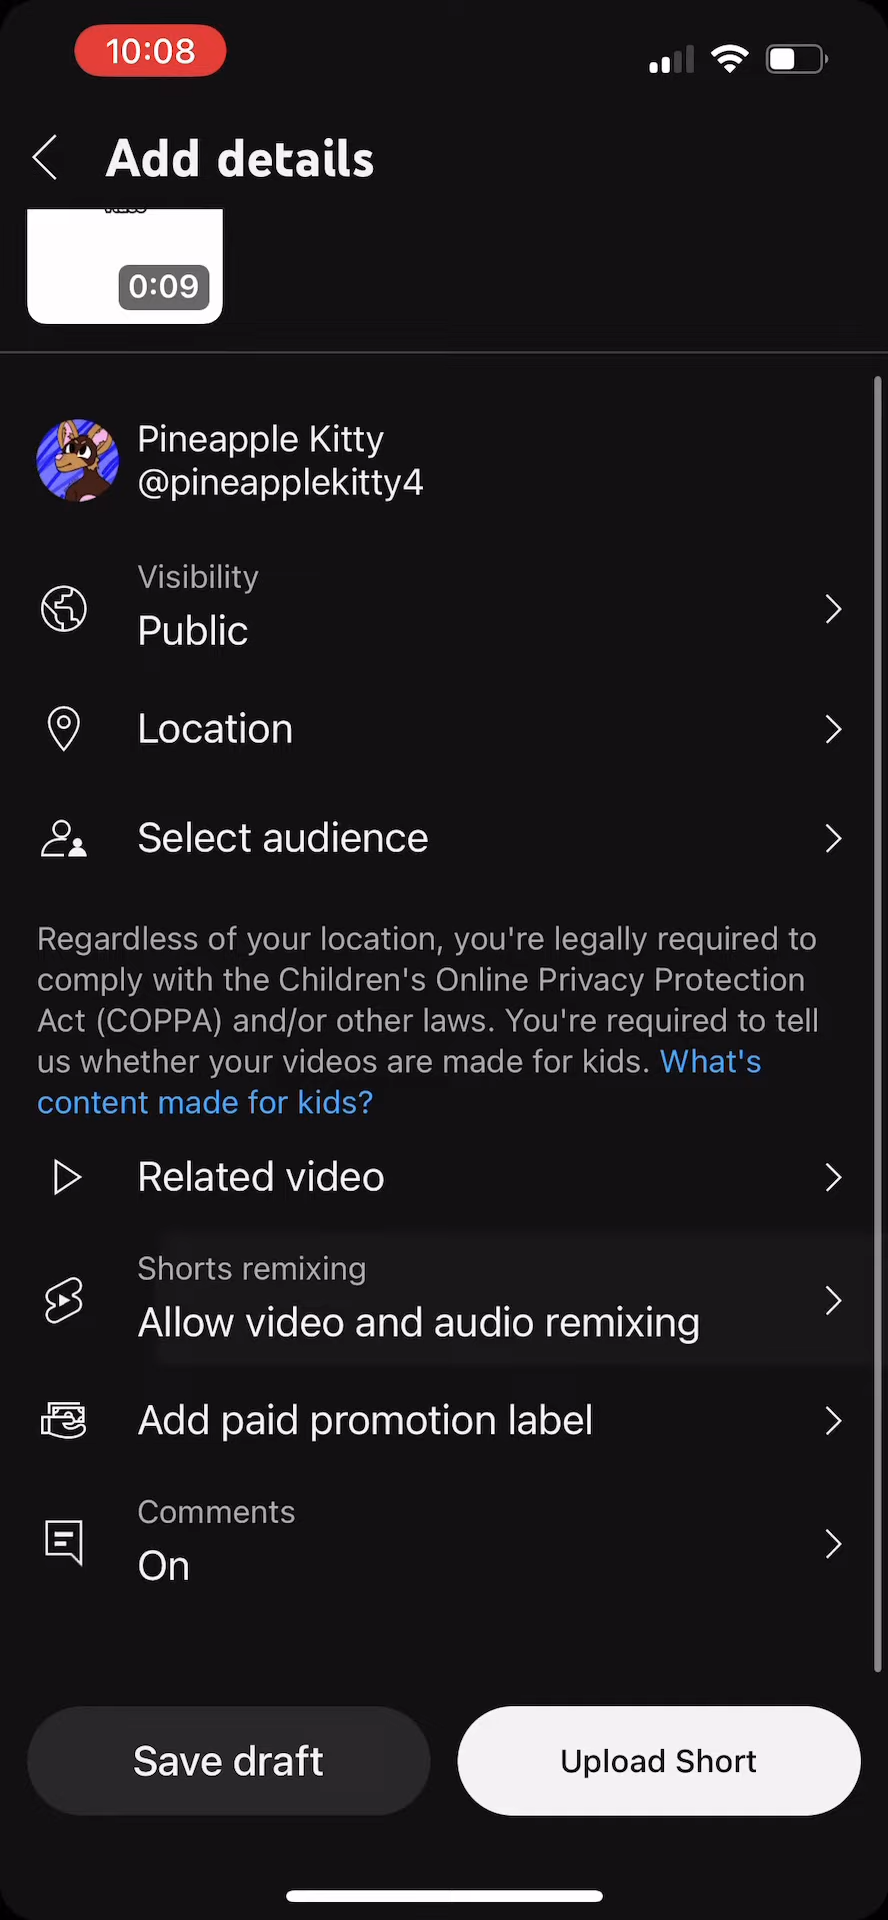 10:08
Add details
0:09
Pineapple Kitty
@pineapplekitty4
Visibility
Public
Location
Select audience
Regardless of your location, you're legally required to
comply with the Children's Online Privacy Protection
Act (COPPA) and/or other laws. You're required to tell
us whether your videos are made for kids. What's
content made for kids?
Related video
Shorts remixing
Allow video and audio remixing
Add paid promotion label
Comments
On
Save draft
Upload Short